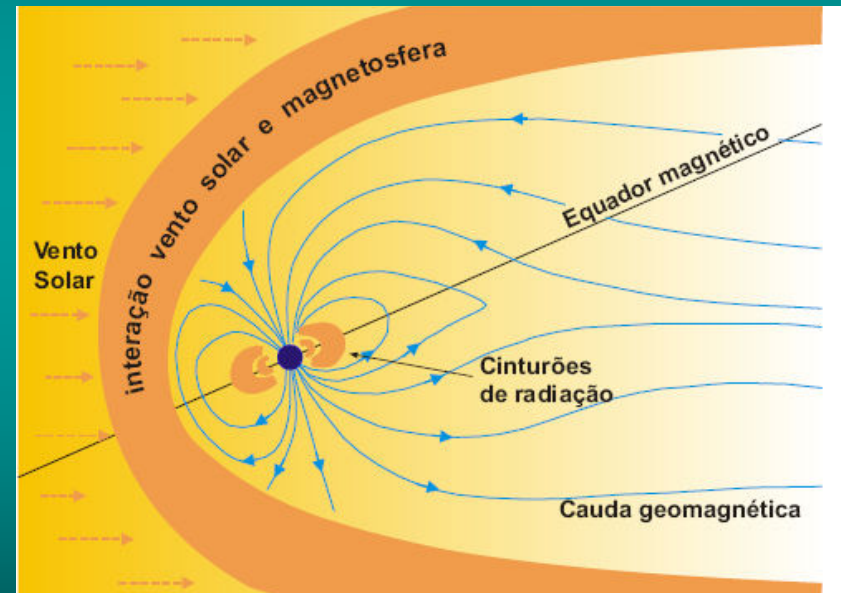 interação vento solar e magnetosfera
Equador magnético
Vento
Solar
Cinturões
de radiação
Cauda geomagnética